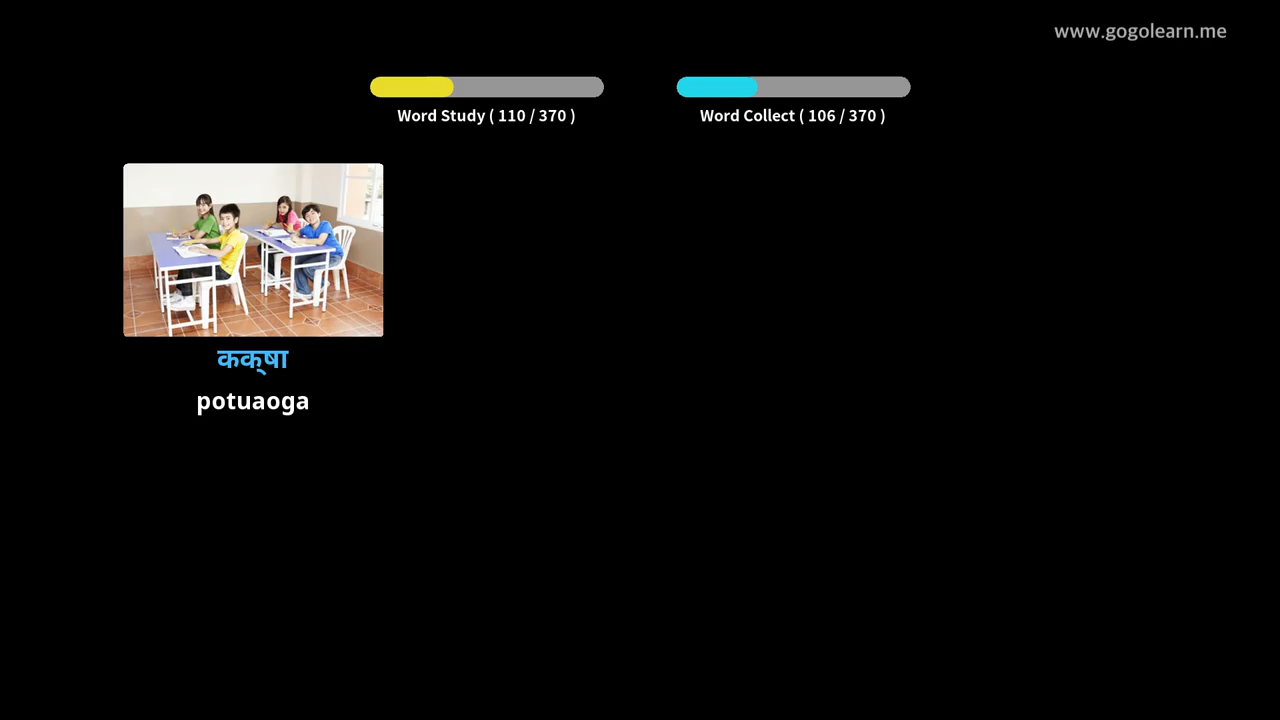 www.gogolearn.me
Word Study ( 110 / 370 )
Word Collect ( 106 / 370 )
कक्‌षा
potuaoga